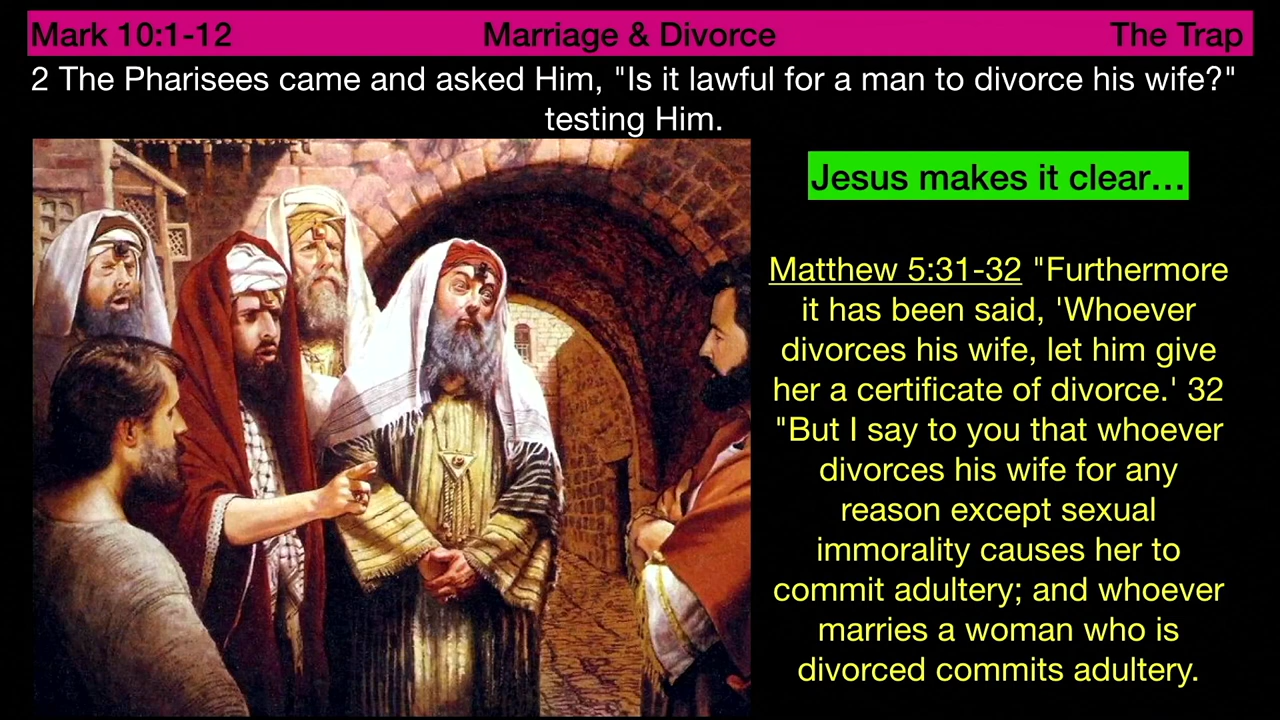 Mark 10:1-12 Marriage & Divorce The Trap
2 The Pharisees came and asked Him, "Is it lawful for a man to divorce his wife?"
testing Him.
Jesus makes it clear...
Matthew 5:31-32 "Furthermore
it has been said, 'Whoever
divorces his wife, let him give
her a certificate of divorce.' 32
"But I say to you that whoever
divorces his wife for any
reason except sexual
immorality causes her to
commit adultery; and whoever
marries a woman who is
divorced commits adultery.